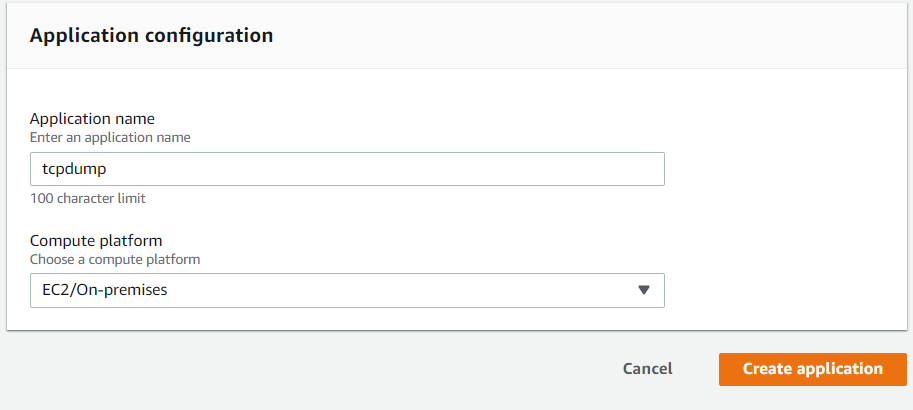 Application configuration
Application name
Enter an application name
tcpdump
100 character limit
Compute platform
Choose a compute platform
EC2/On-premises
Cancel
Create application